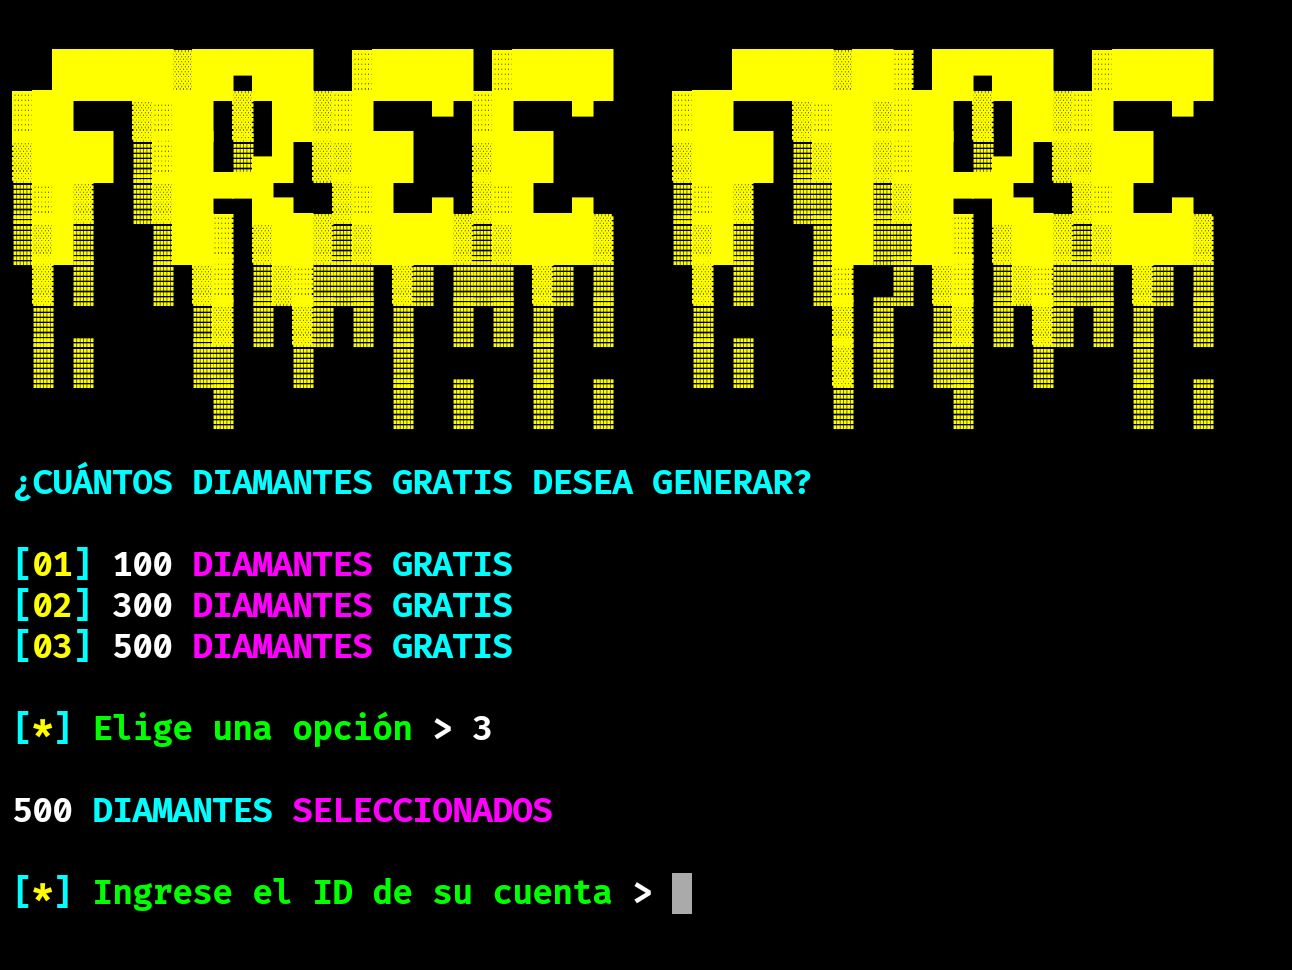 FREE FIRE
¿CUÁNTOS DIAMANTES GRATIS DESEA GENERAR?
[01] 100 DIAMANTES GRATIS
[02] 300 DIAMANTES GRATIS
[03] 500 DIAMANTES GRATIS
[*] Elige una opción > 3
500 DIAMANTES SELECCIONADOS
[*] Ingrese el ID de su cuenta >